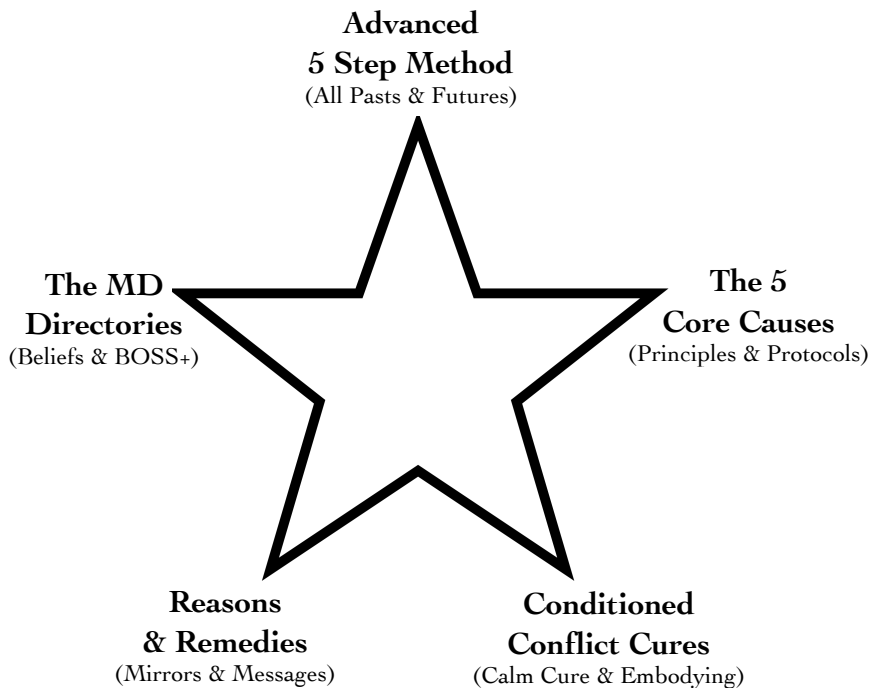 Advanced
5 Step Method
(All Pasts & Futures)
The MD
Directories
(Beliefs & BOSS+)
The 5
Core Causes
(Principles & Protocols)
Reasons
& Remedies
(Mirrors & Messages)
Conditioned
Conflict Cures
(Calm Cure & Embodying)